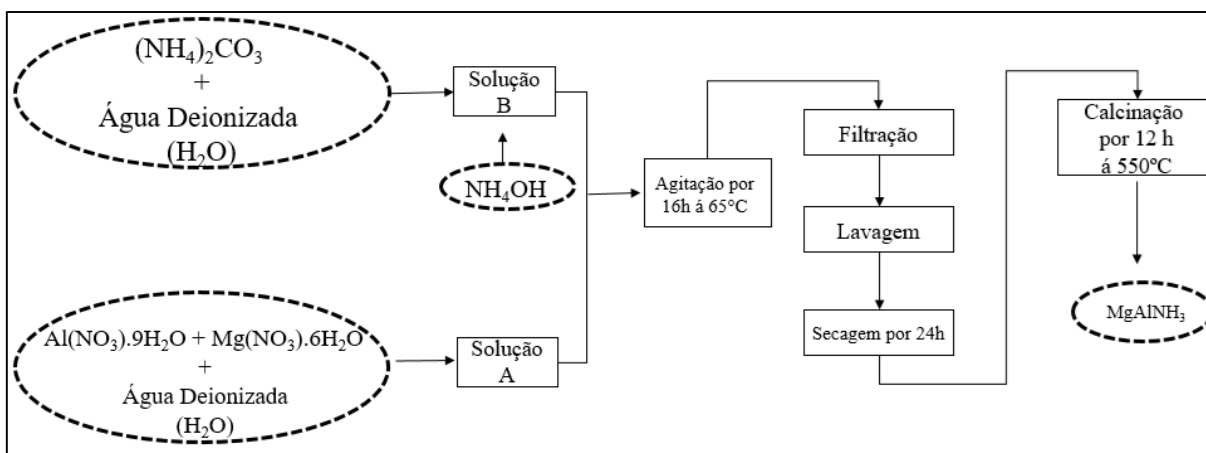 (NH₄)₂CO₃
+
Água Deionizada
(H₂O)
Solução
B
NH₄OH
Al(NO₃).9H₂O + Mg(NO₃).6H₂O
+
Água Deionizada
(H₂O)
Solução
A
Agitação por
16h á 65°C
Filtração
Lavagem
Secagem por 24h
Calcinação
por 12 h
á 550ºC
MgAlNH₃